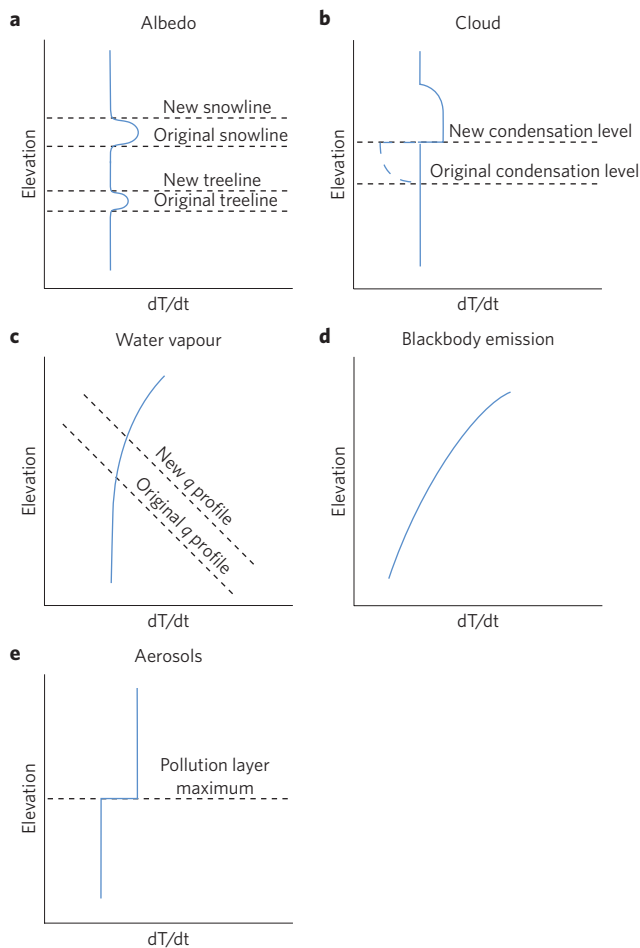 a
Albedo
Elevation
New snowline
Original snowline
New treeline
Original treeline
dT/dt
b
Cloud
Elevation
New condensation level
Original condensation level
dT/dt
c
Water vapour
Elevation
New q profile
Original q profile
dT/dt
d
Blackbody emission
Elevation
dT/dt
e
Aerosols
Elevation
Pollution layer
maximum
dT/dt